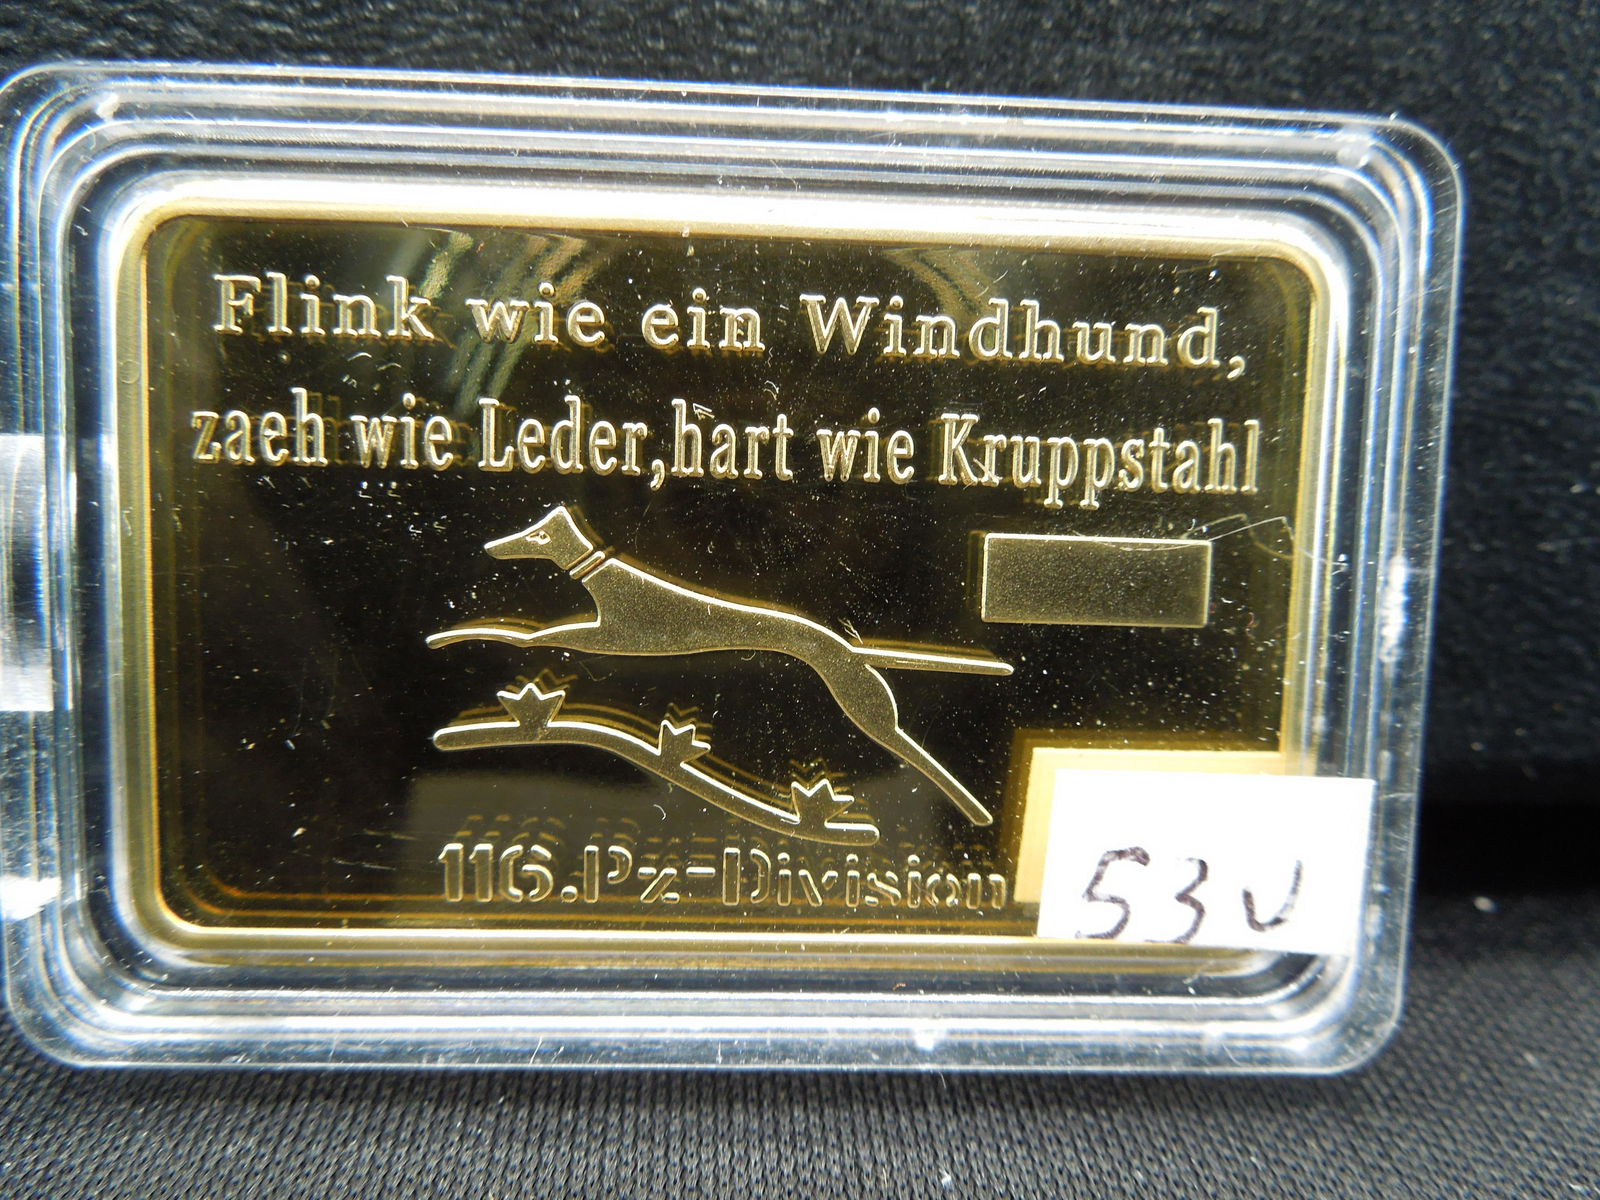 Flink wie ein Windhund,
zaeh wie Leder,hart wie Kruppstahl
116.Pz-Division
53v